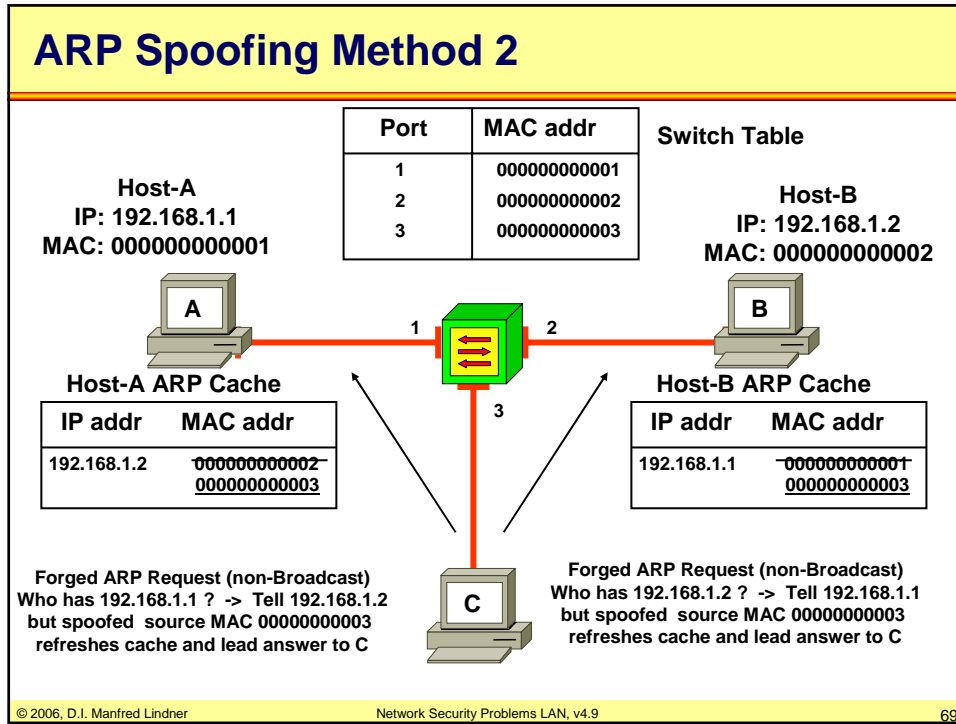 ARP Spoofing Method 2
Port MAC addr
1 000000000001
2 000000000002
3 000000000003
Switch Table
Host-A
IP: 192.168.1.1
MAC: 000000000001
Host-B
IP: 192.168.1.2
MAC: 000000000002
A
B
1
2
3
Host-A ARP Cache
IP addr MAC addr
192.168.1.2 000000000002
000000000003
Host-B ARP Cache
IP addr MAC addr
192.168.1.1 000000000001
000000000003
C
Forged ARP Request (non-Broadcast)
Who has 192.168.1.1 ? -> Tell 192.168.1.2
but spoofed source MAC 00000000003
refreshes cache and lead answer to C
Forged ARP Request (non-Broadcast)
Who has 192.168.1.2 ? -> Tell 192.168.1.1
but spoofed source MAC 00000000003
refreshes cache and lead answer to C
© 2006, D.I. Manfred Lindner
Network Security Problems LAN, v4.9
69